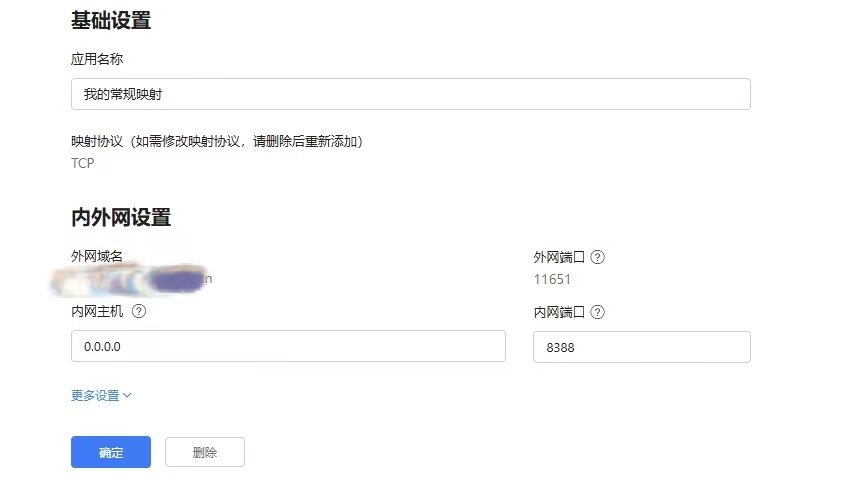 基础设置
应用名称
我的常规映射
映射协议（如需修改映射协议，请删除后重新添加）
TCP
内外网设置
外网域名
外网端口 ?
n
11651
内网主机 ?
内网端口 ?
0.0.0.0
8388
更多设置
确定
删除